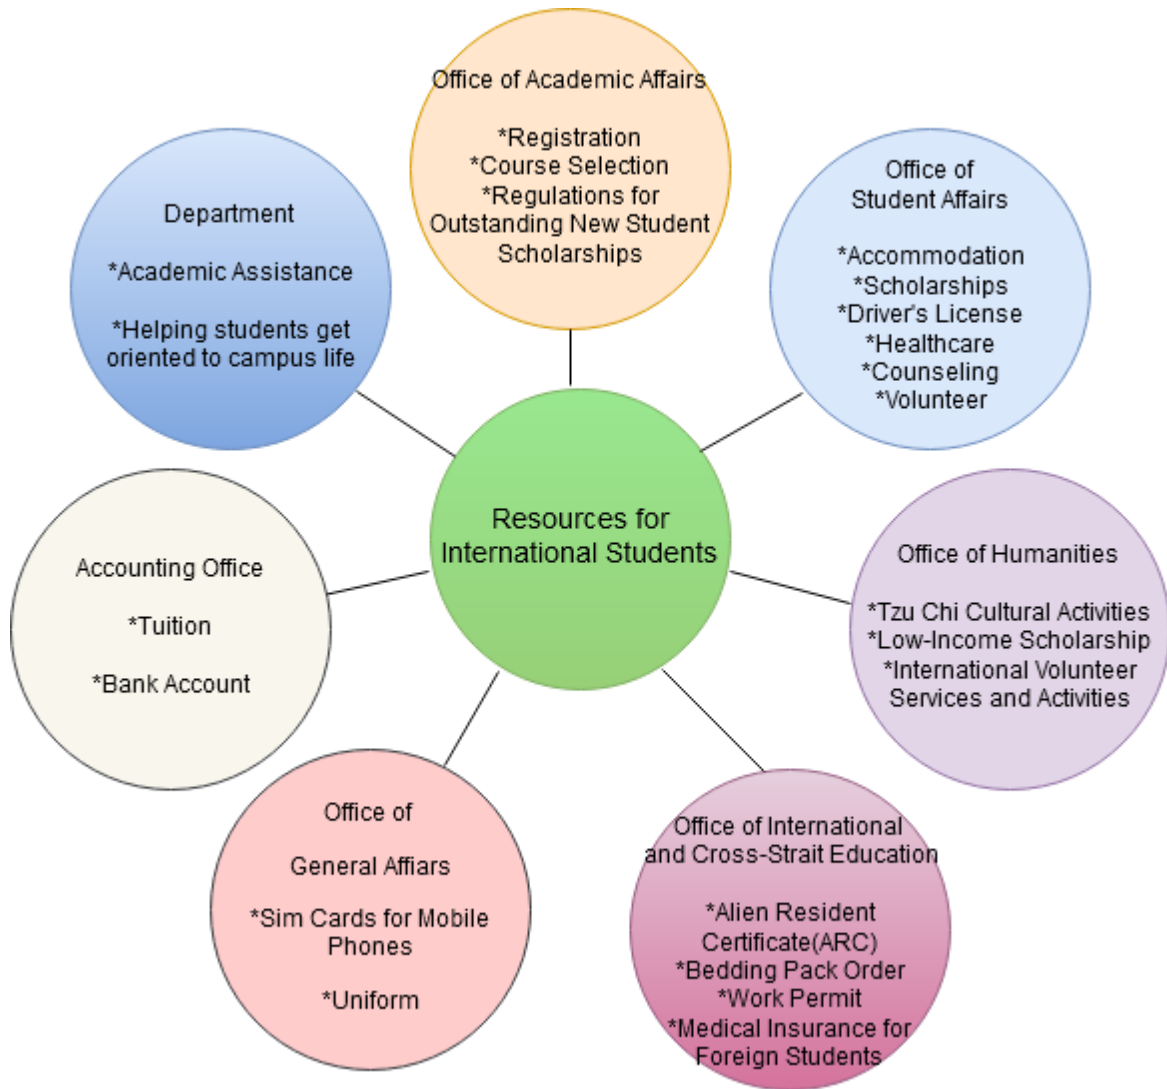 Office of Academic Affairs
*Registration
*Course Selection
*Regulations for
Outstanding New Student
Scholarships
Office of
Student Affairs
*Accommodation
*Scholarships
*Driver's License
*Healthcare
*Counseling
*Volunteer
Department
*Academic Assistance
*Helping students get
oriented to campus life
Resources for
International Students
Office of Humanities
*Tzu Chi Cultural Activities
*Low-Income Scholarship
*International Volunteer
Services and Activities
Accounting Office
*Tuition
*Bank Account
Office of
General Affiars
*Sim Cards for Mobile
Phones
*Uniform
Office of International
and Cross-Strait Education
*Alien Resident
Certificate(ARC)
*Bedding Pack Order
*Work Permit
*Medical Insurance for
Foreign Students